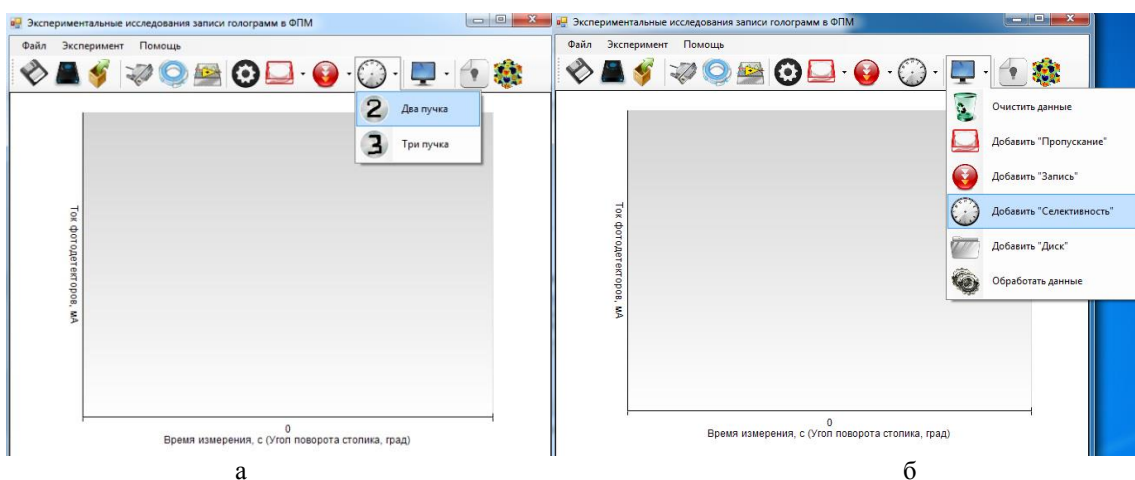 Экспериментальные исследования записи голограмм в ФПМ
Файл Эксперимент Помощь
2 Два пучка
3 Три пучка
Ток фотодетекторов, мА
0
Время измерения, с (Угол поворота столика, град)
а
Экспериментальные исследования записи голограмм в ФПМ
Файл Эксперимент Помощь
Очистить данные
Добавить "Пропускание"
Добавить "Запись"
Добавить "Селективность"
Добавить "Диск"
Обработать данные
Ток фотодетекторов, мА
0
Время измерения, с (Угол поворота столика, град)
б